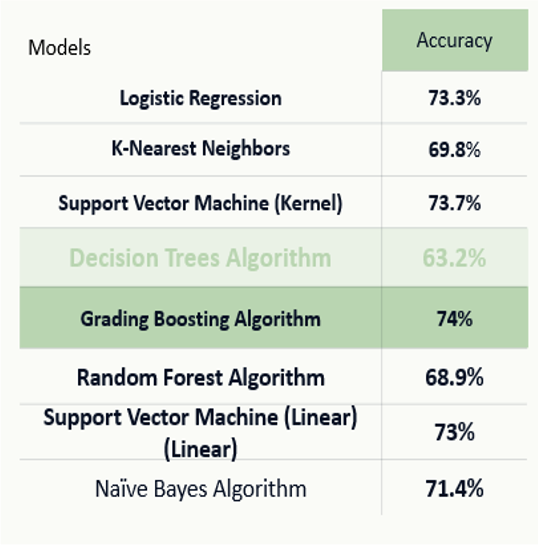 Models Accuracy
Logistic Regression 73.3%
K-Nearest Neighbors 69.8%
Support Vector Machine (Kernel) 73.7%
Decision Trees Algorithm 63.2%
Grading Boosting Algorithm 74%
Random Forest Algorithm 68.9%
Support Vector Machine (Linear)
(Linear) 73%
Naïve Bayes Algorithm 71.4%